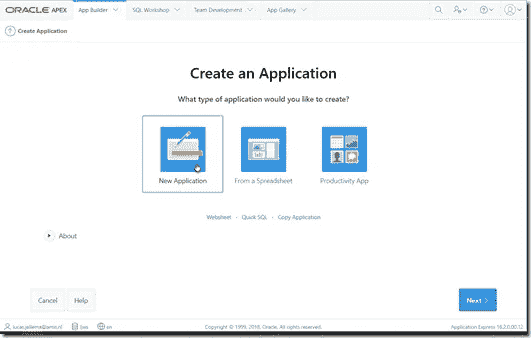 ORACLE APEX App Builder SQL Workshop Team Development App Gallery
Create Application
Create an Application
What type of application would you like to create?
New Application From a Spreadsheet Productivity App
Websheet - Quick SQL - Copy Application
About
Cancel Help Next
lucas.jellema@amis.nl en Copyright © 1999, 2018, Oracle. All rights reserved. Application Express 18.2.0.00.12